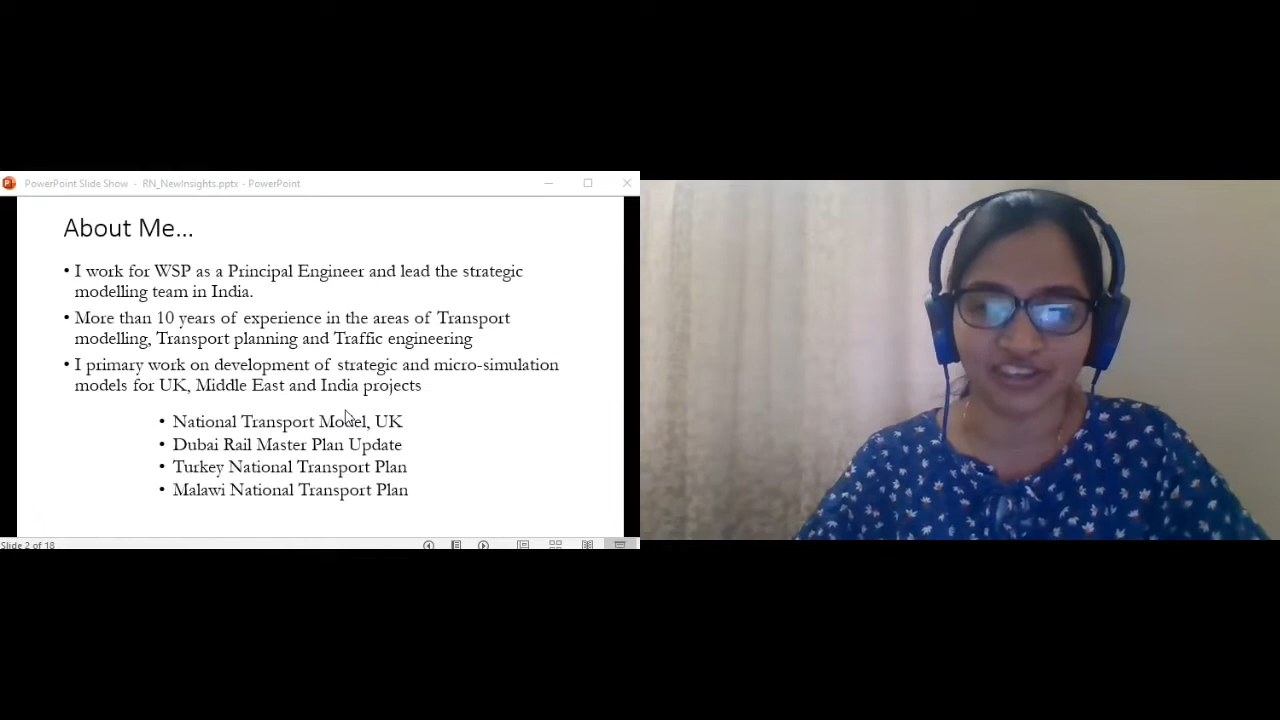 PowerPoint Slide Show - RN_NewInsights.pptx - PowerPoint
About Me...
• I work for WSP as a Principal Engineer and lead the strategic
modelling team in India.
• More than 10 years of experience in the areas of Transport
modelling, Transport planning and Traffic engineering
• I primary work on development of strategic and micro-simulation
models for UK, Middle East and India projects
• National Transport Model, UK
• Dubai Rail Master Plan Update
• Turkey National Transport Plan
• Malawi National Transport Plan
Slide 2 of 18